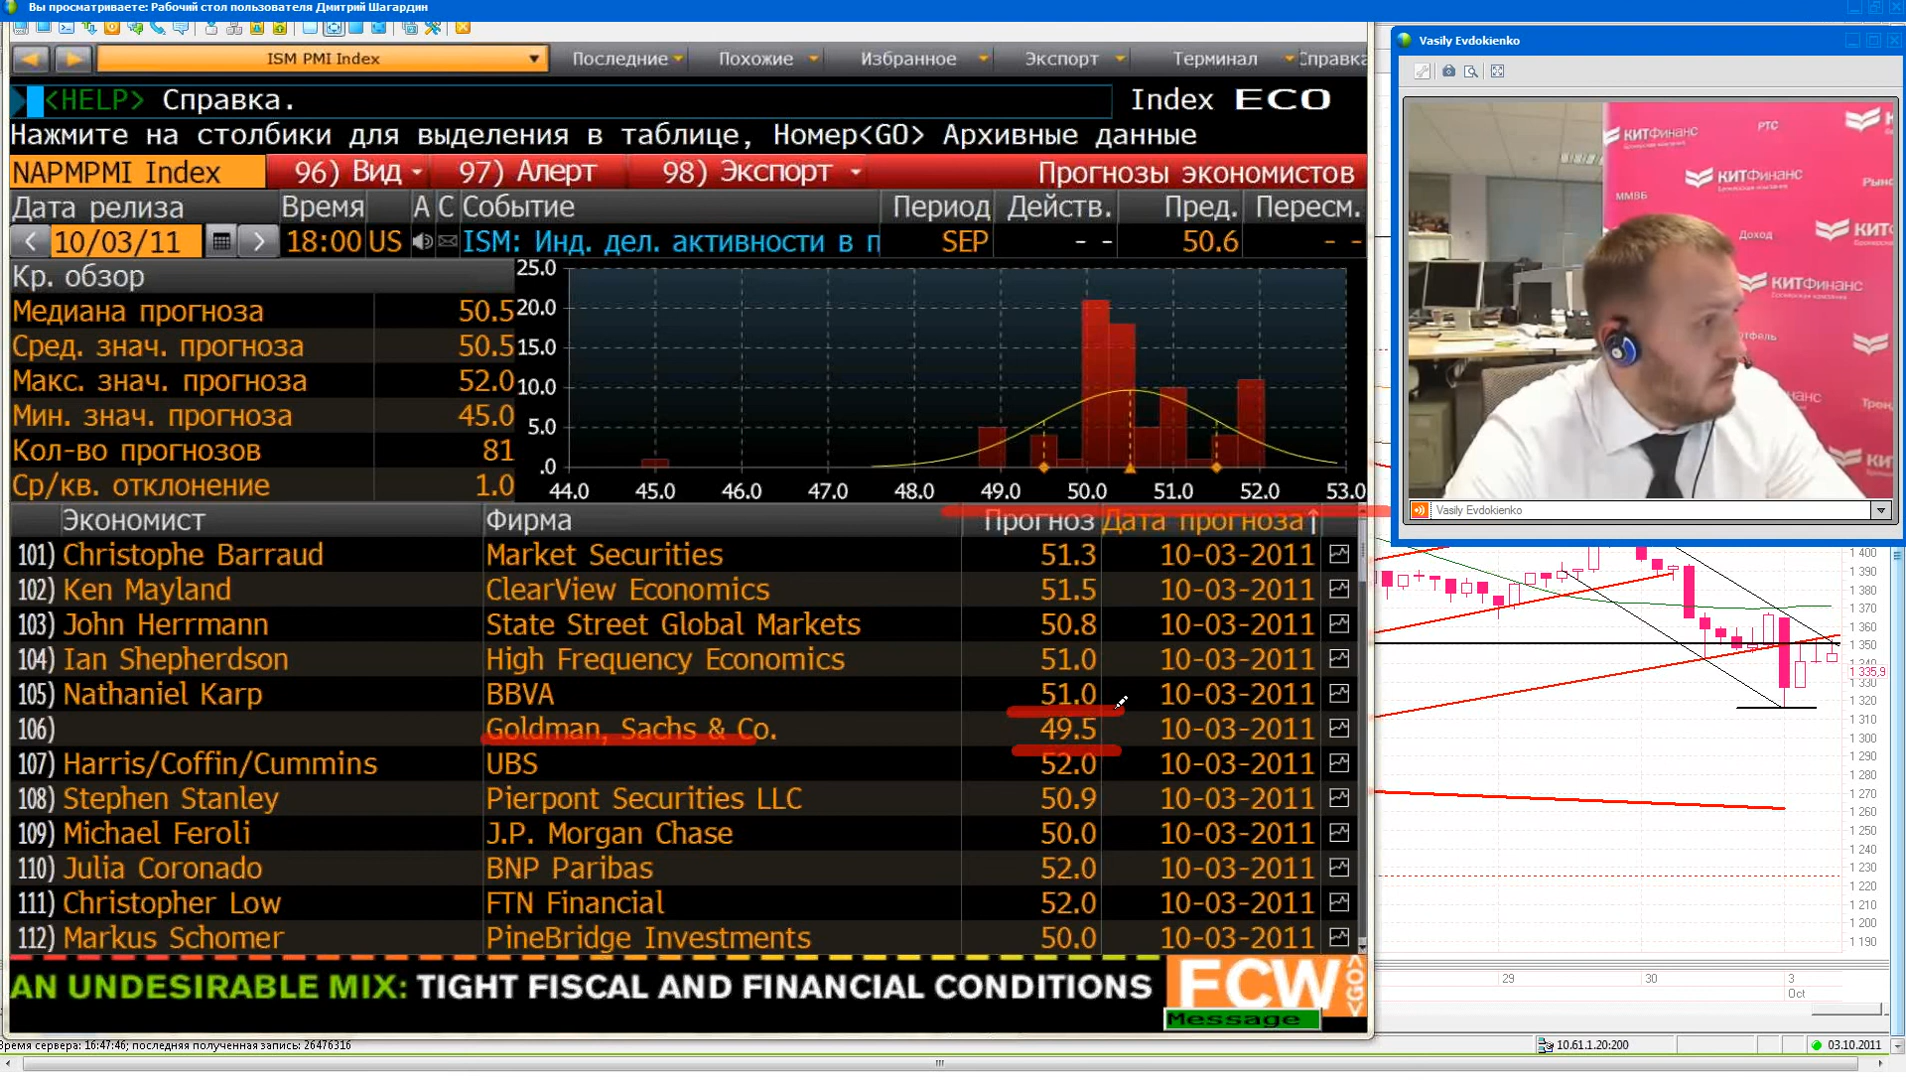 Вы просматриваете: Рабочий стол пользователя Дмитрий Шагардин
ISM PMI Index
Последние
Похожие
Избранное
Экспорт
Терминал
Справка
<HELP> Справка.
Index ECO
Нажмите на столбики для выделения в таблице, Номер<GO> Архивные данные
NAPMPMI Index 96) Вид 97) Алерт 98) Экспорт Прогнозы экономистов
Дата релиза Время A C Событие Период Действ. Пред. Пересм.
10/03/11 18:00 US ISM: Инд. дел. активности в п SEP - - 50.6 - -
Кр. обзор
Медиана прогноза 50.5
Сред. знач. прогноза 50.5
Макс. знач. прогноза 52.0
Мин. знач. прогноза 45.0
Кол-во прогнозов 81
Ср/кв. отклонение 1.0
25.0
20.0
15.0
10.0
5.0
.0
44.0 45.0 46.0 47.0 48.0 49.0 50.0 51.0 52.0 53.0
Экономист Фирма Прогноз Дата прогноза↑
101) Christophe Barraud Market Securities 51.3 10-03-2011
102) Ken Mayland ClearView Economics 51.5 10-03-2011
103) John Herrmann State Street Global Markets 50.8 10-03-2011
104) Ian Shepherdson High Frequency Economics 51.0 10-03-2011
105) Nathaniel Karp BBVA 51.0 10-03-2011
106) Goldman, Sachs & Co. 49.5 10-03-2011
107) Harris/Coffin/Cummins UBS 52.0 10-03-2011
108) Stephen Stanley Pierpont Securities LLC 50.9 10-03-2011
109) Michael Feroli J.P. Morgan Chase 50.0 10-03-2011
110) Julia Coronado BNP Paribas 52.0 10-03-2011
111) Christopher Low FTN Financial 52.0 10-03-2011
112) Markus Schomer PineBridge Investments 50.0 10-03-2011
AN UNDESIRABLE MIX: TIGHT FISCAL AND FINANCIAL CONDITIONS
FCW <GO>
Message
Время сервера: 16:47:46; последняя полученная запись: 26476316
Vasily Evdokienko
КИТФинанс
РТС
КИТФинанс
ММВБ
Доход
КИТФинанс
Vasily Evdokienko
1 400
1 390
1 380
1 370
1 360
1 350
1 340
1 335,9
1 330
1 320
1 310
1 300
1 290
1 280
1 270
1 260
1 250
1 240
1 230
1 220
1 210
1 200
1 190
29 30 3
Oct
10.61.1.20:200
03.10.2011